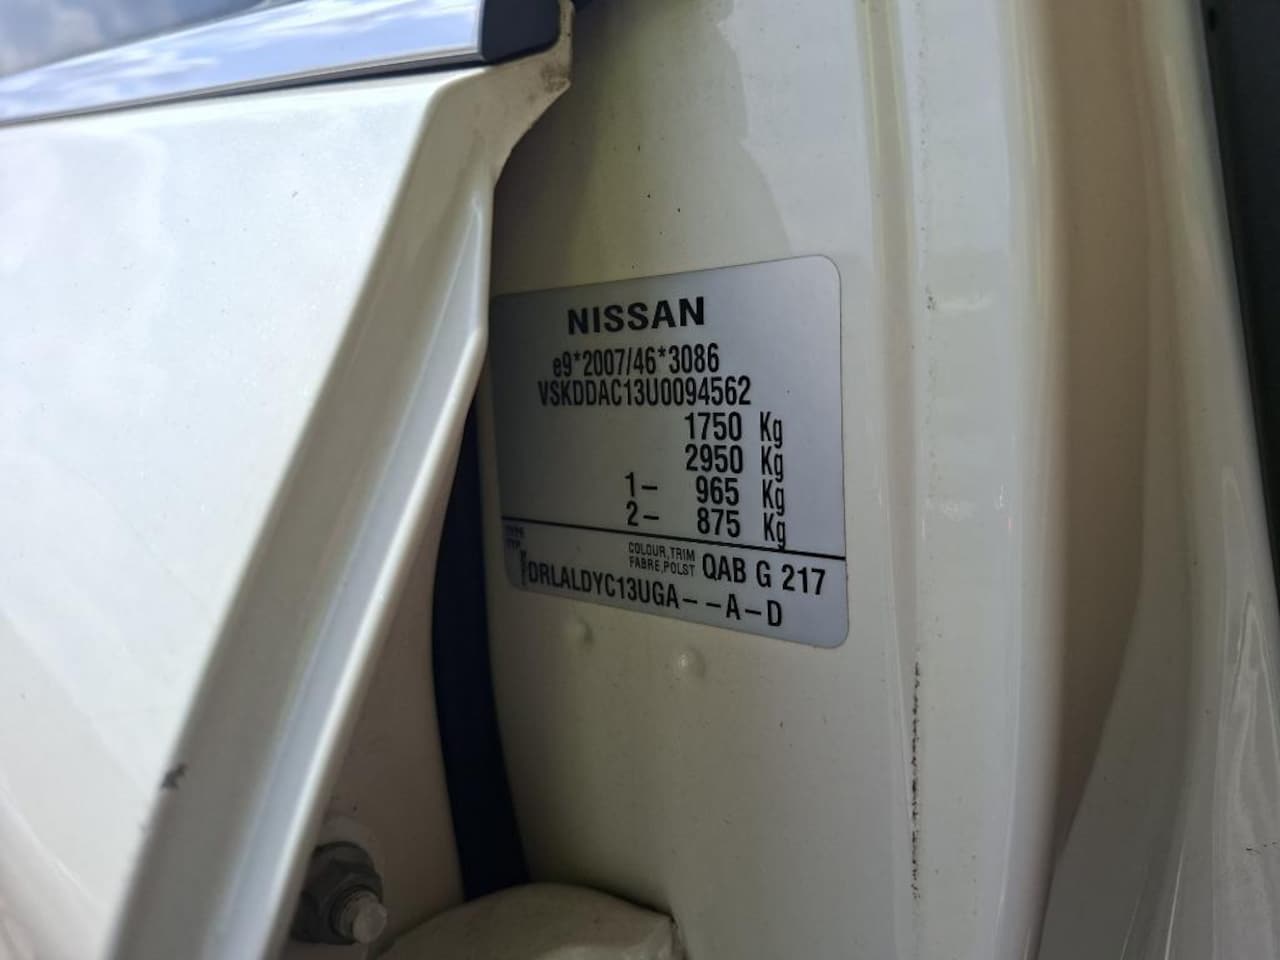 NISSAN
e9*2007/46*3086
VSKDDAC13U0094562
1750 Kg
2950 Kg
1– 965 Kg
2– 875 Kg
COLOUR,TRIM
FABRE,POLST QAB G 217
DRLALDYC13UGA––A–D